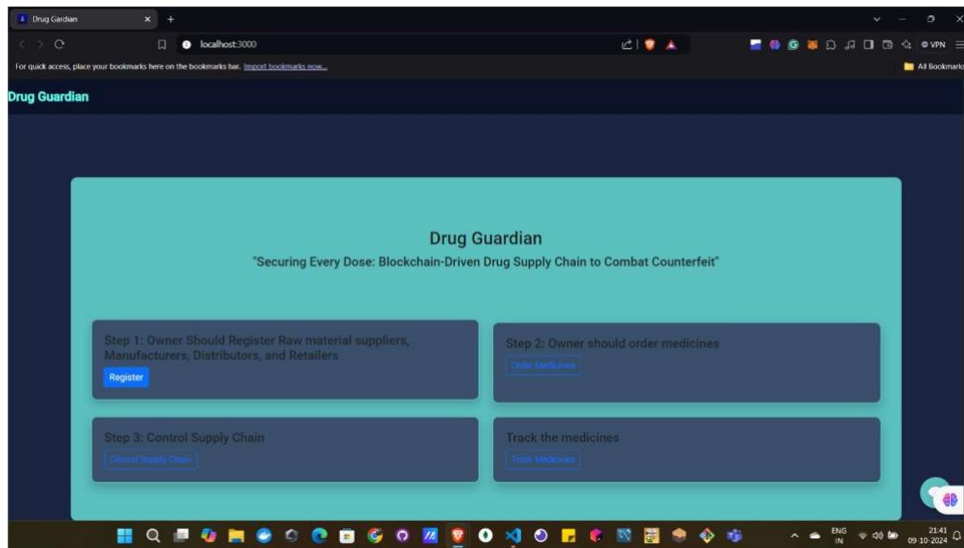 Drug Gardian
localhost:3000
VPN
For quick access, place your bookmarks here on the bookmarks bar. Import bookmarks now...
All Bookmarks
Drug Guardian
Drug Guardian
"Securing Every Dose: Blockchain-Driven Drug Supply Chain to Combat Counterfeit"
Step 1: Owner Should Register Raw material suppliers,
Manufacturers, Distributors, and Retailers
Register
Step 2: Owner should order medicines
Order Medicines
Step 3: Control Supply Chain
Control Supply Chain
Track the medicines
Track Medicines
ENG
IN
21:41
09-10-2024